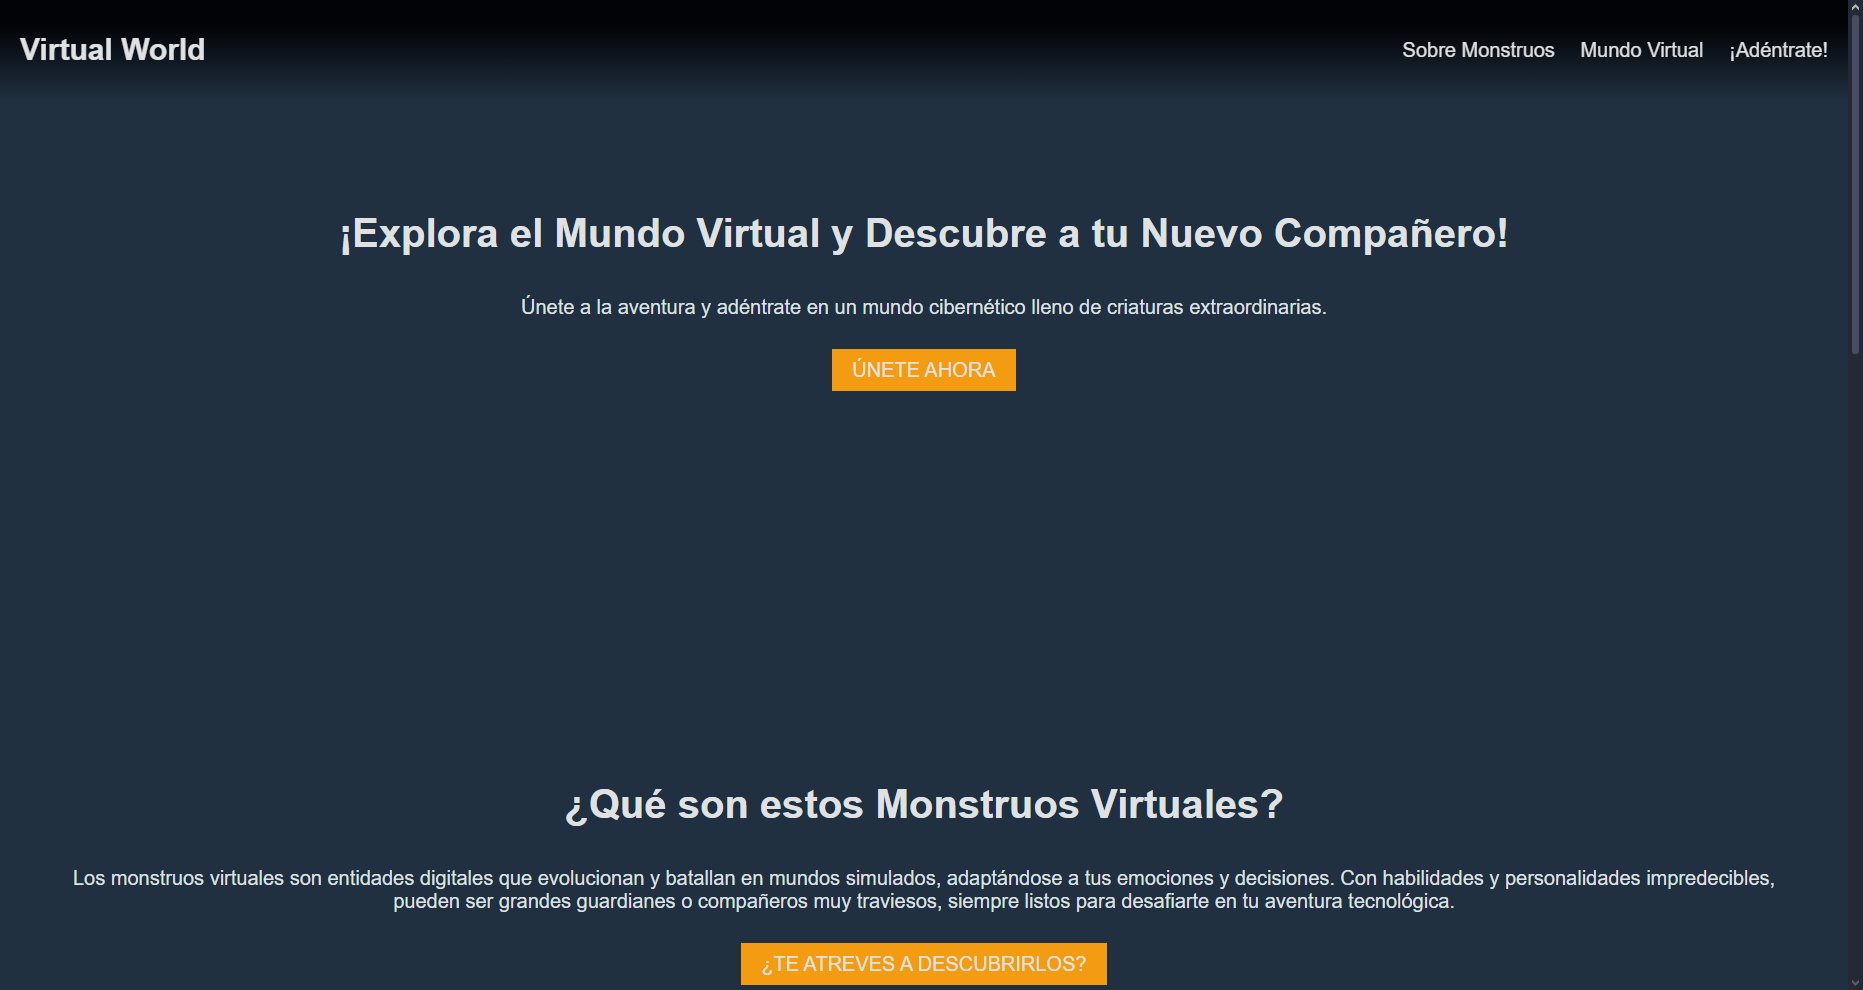 Virtual World
Sobre Monstruos
Mundo Virtual
¡Adéntrate!
¡Explora el Mundo Virtual y Descubre a tu Nuevo Compañero!
Únete a la aventura y adéntrate en un mundo cibernético lleno de criaturas extraordinarias.
ÚNETE AHORA
¿Qué son estos Monstruos Virtuales?
Los monstruos virtuales son entidades digitales que evolucionan y batallan en mundos simulados, adaptándose a tus emociones y decisiones. Con habilidades y personalidades impredecibles,
pueden ser grandes guardianes o compañeros muy traviesos, siempre listos para desafiarte en tu aventura tecnológica.
¿TE ATREVES A DESCUBRIRLOS?